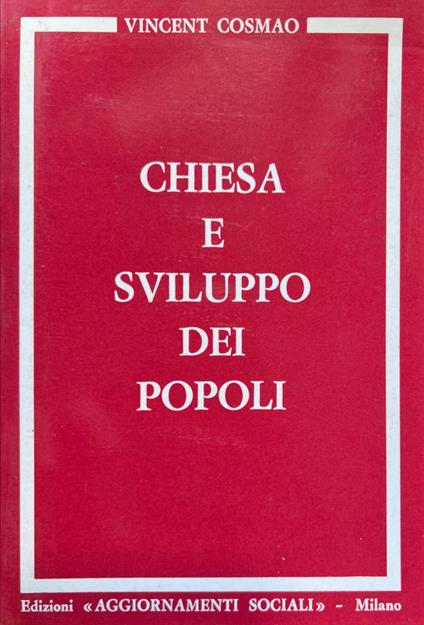 VINCENT COSMAO
CHIESA
E
SVILUPPO
DEI
POPOLI
Edizioni «AGGIORNAMENTI SOCIALI» - Milano